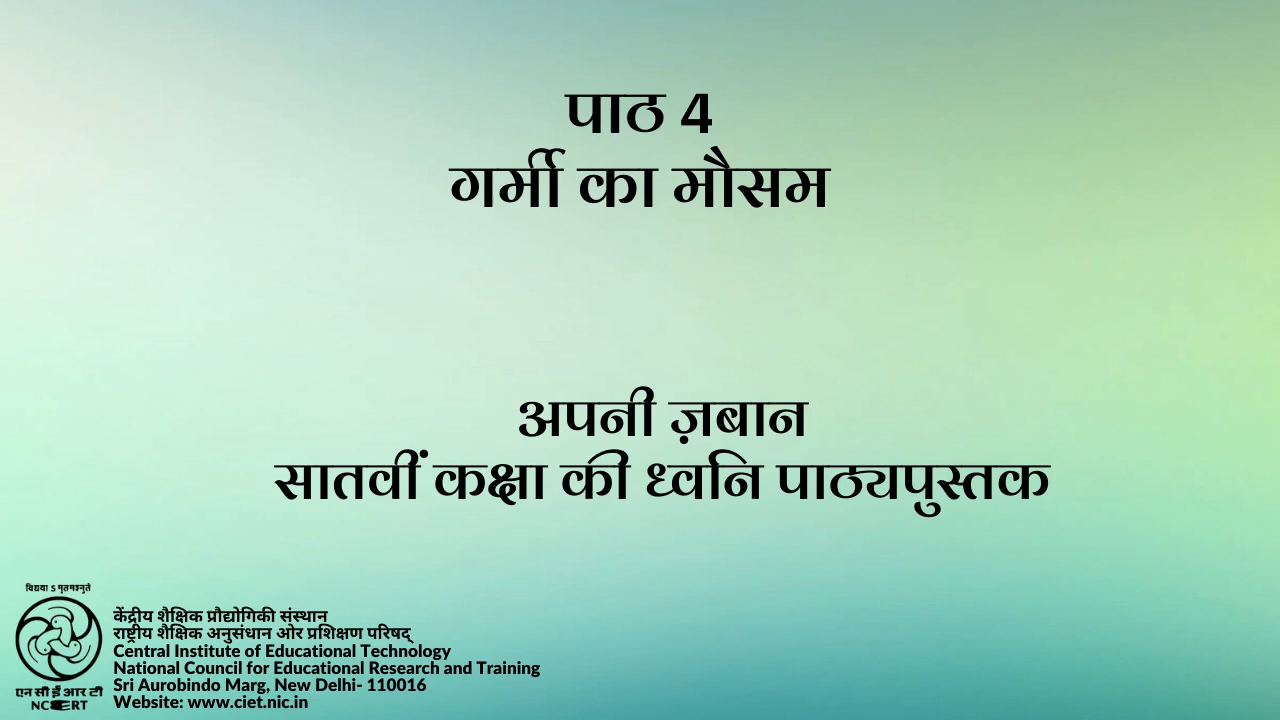 पाठ 4
गर्मी का मौसम
अपनी ज़बान
सातवीं कक्षा की ध्वनि पाठ्यपुस्तक
विद्यया ऽ मृतमश्नुते
एन सी ई आर टी
NCERT
केंद्रीय शैक्षिक प्रौद्योगिकी संस्थान
राष्ट्रीय शैक्षिक अनुसंधान ओर प्रशिक्षण परिषद्
Central Institute of Educational Technology
National Council for Educational Research and Training
Sri Aurobindo Marg, New Delhi- 110016
Website: www.ciet.nic.in